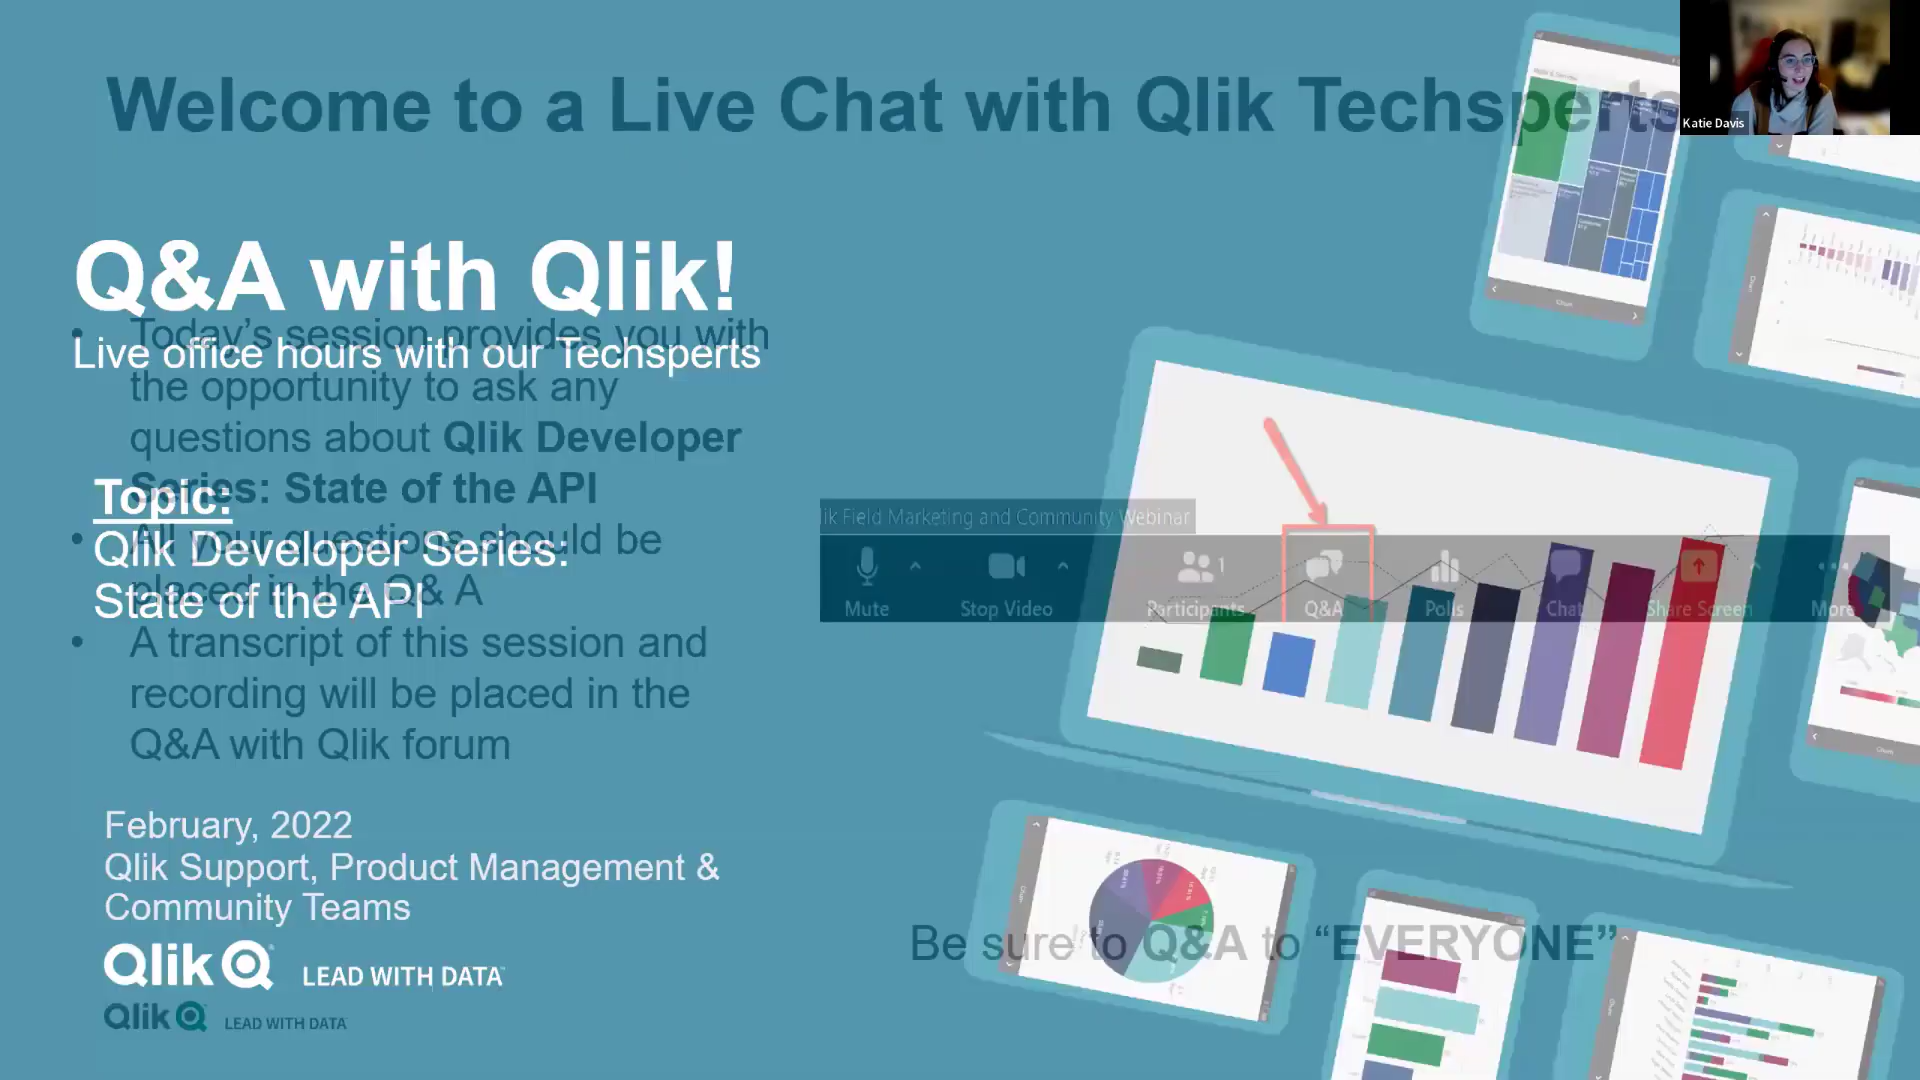 Welcome to a Live Chat with Qlik Techsperts
Katie Davis
Q&A with Qlik!
Live office hours with our Techsperts
• Today's session provides you with
the opportunity to ask any
questions about Qlik Developer
Series: State of the API
Topic:
Qlik Developer Series:
State of the API
• All your questions should be
placed in the Q& A
• A transcript of this session and
recording will be placed in the
Q&A with Qlik forum
lik Field Marketing and Community Webinar
Mute
Stop Video
1
Participants
Q&A
Polls
Chat
Share Screen
More
February, 2022
Qlik Support, Product Management &
Community Teams
Be sure to Q&A to “EVERYONE”
Qlik LEAD WITH DATA
Qlik LEAD WITH DATA